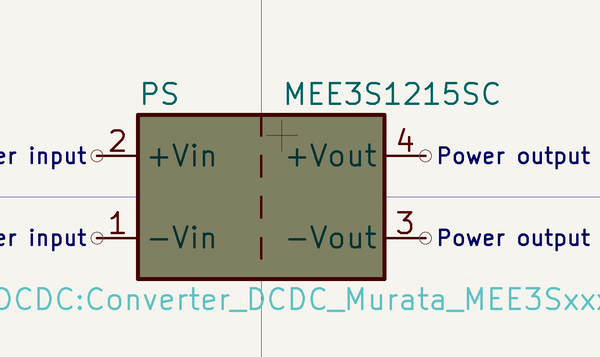 PS MEE3S1215SC
er input 2 +Vin +Vout 4 Power output
er input 1 -Vin -Vout 3 Power output
DCDC:Converter_DCDC_Murata_MEE3Sxxx